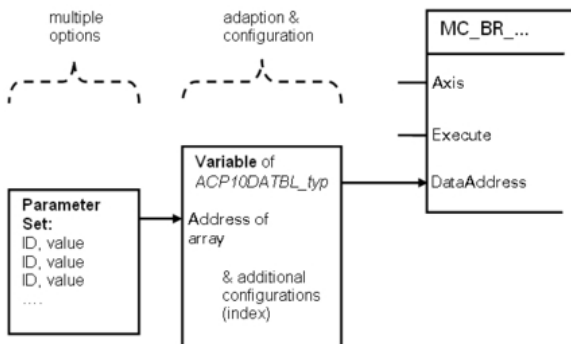 multiple
options
adaption &
configuration
MC_BR_...
Axis
Execute
DataAddress
Variable of
ACP10DATBL_typ
Address of
array
& additional
configurations
(index)
Parameter
Set:
ID, value
ID, value
ID, value
....